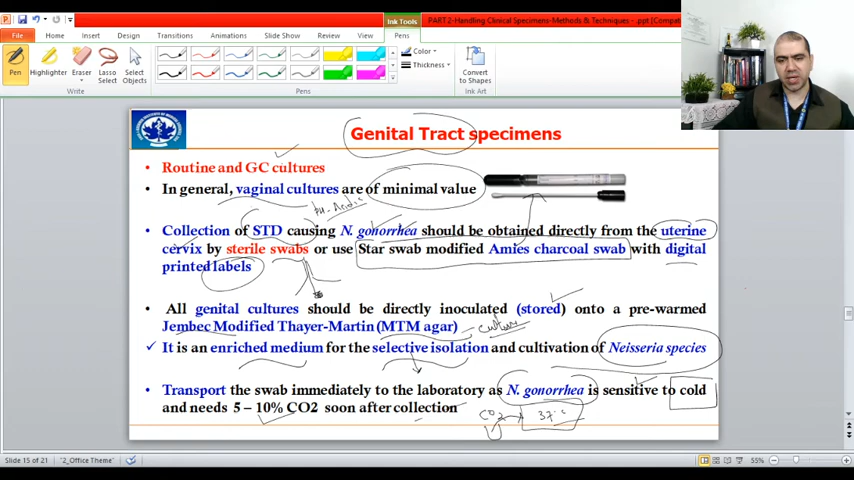 Ink Tools
PART 2-Handling Clinical Specimens-Methods & Techniques - .ppt [Compat
File Home Insert Design Transitions Animations Slide Show Review View Pens
Pen Highlighter Eraser Lasso Select Select Objects
Color
Thickness
Convert to Shapes
Write
Pens
Ink Art
Genital Tract specimens
• Routine and GC cultures
• In general, vaginal cultures are of minimal value
• Collection of STD causing N. gonorrhea should be obtained directly from the uterine
cervix by sterile swabs or use Star swab modified Amies charcoal swab with digital
printed labels
• All genital cultures should be directly inoculated (stored) onto a pre-warmed
Jembec Modified Thayer-Martin (MTM agar)
culture
✓ It is an enriched medium for the selective isolation and cultivation of Neisseria species
• Transport the swab immediately to the laboratory as N. gonorrhea is sensitive to cold
and needs 5 – 10% CO2 soon after collection
CO2
37°C
Slide 15 of 21 "2_Office Theme" 55%